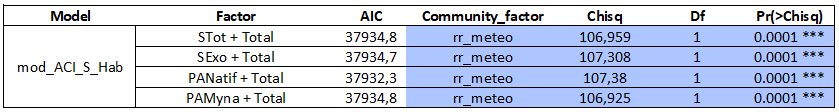 Model Factor AIC Community_factor Chisq Df Pr(>Chisq)
mod_ACI_S_Hab
STot + Total 37934,8 rr_meteo 106,959 1 0.0001 ***
SExo + Total 37934,7 rr_meteo 107,308 1 0.0001 ***
PANatif + Total 37932,3 rr_meteo 107,38 1 0.0001 ***
PAMyna + Total 37934,8 rr_meteo 106,925 1 0.0001 ***